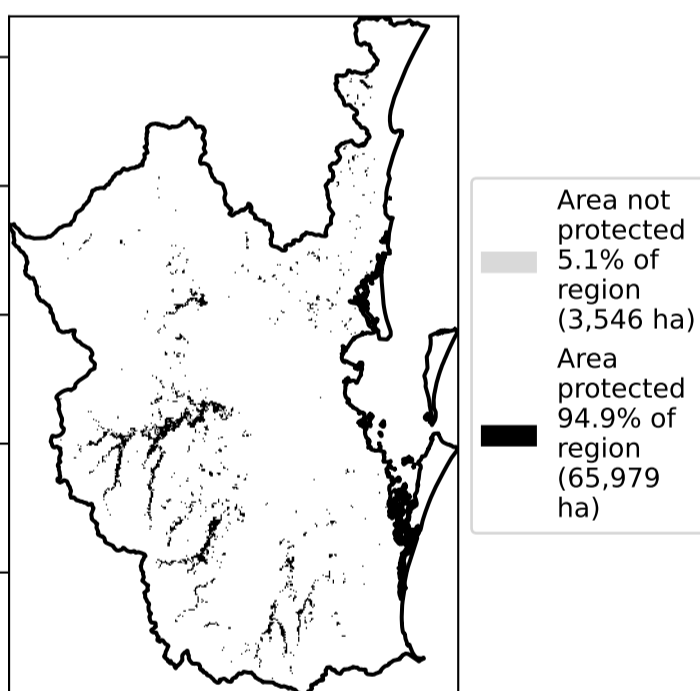 Area not
protected
5.1% of
region
(3,546 ha)
Area
protected
94.9% of
region
(65,979
ha)